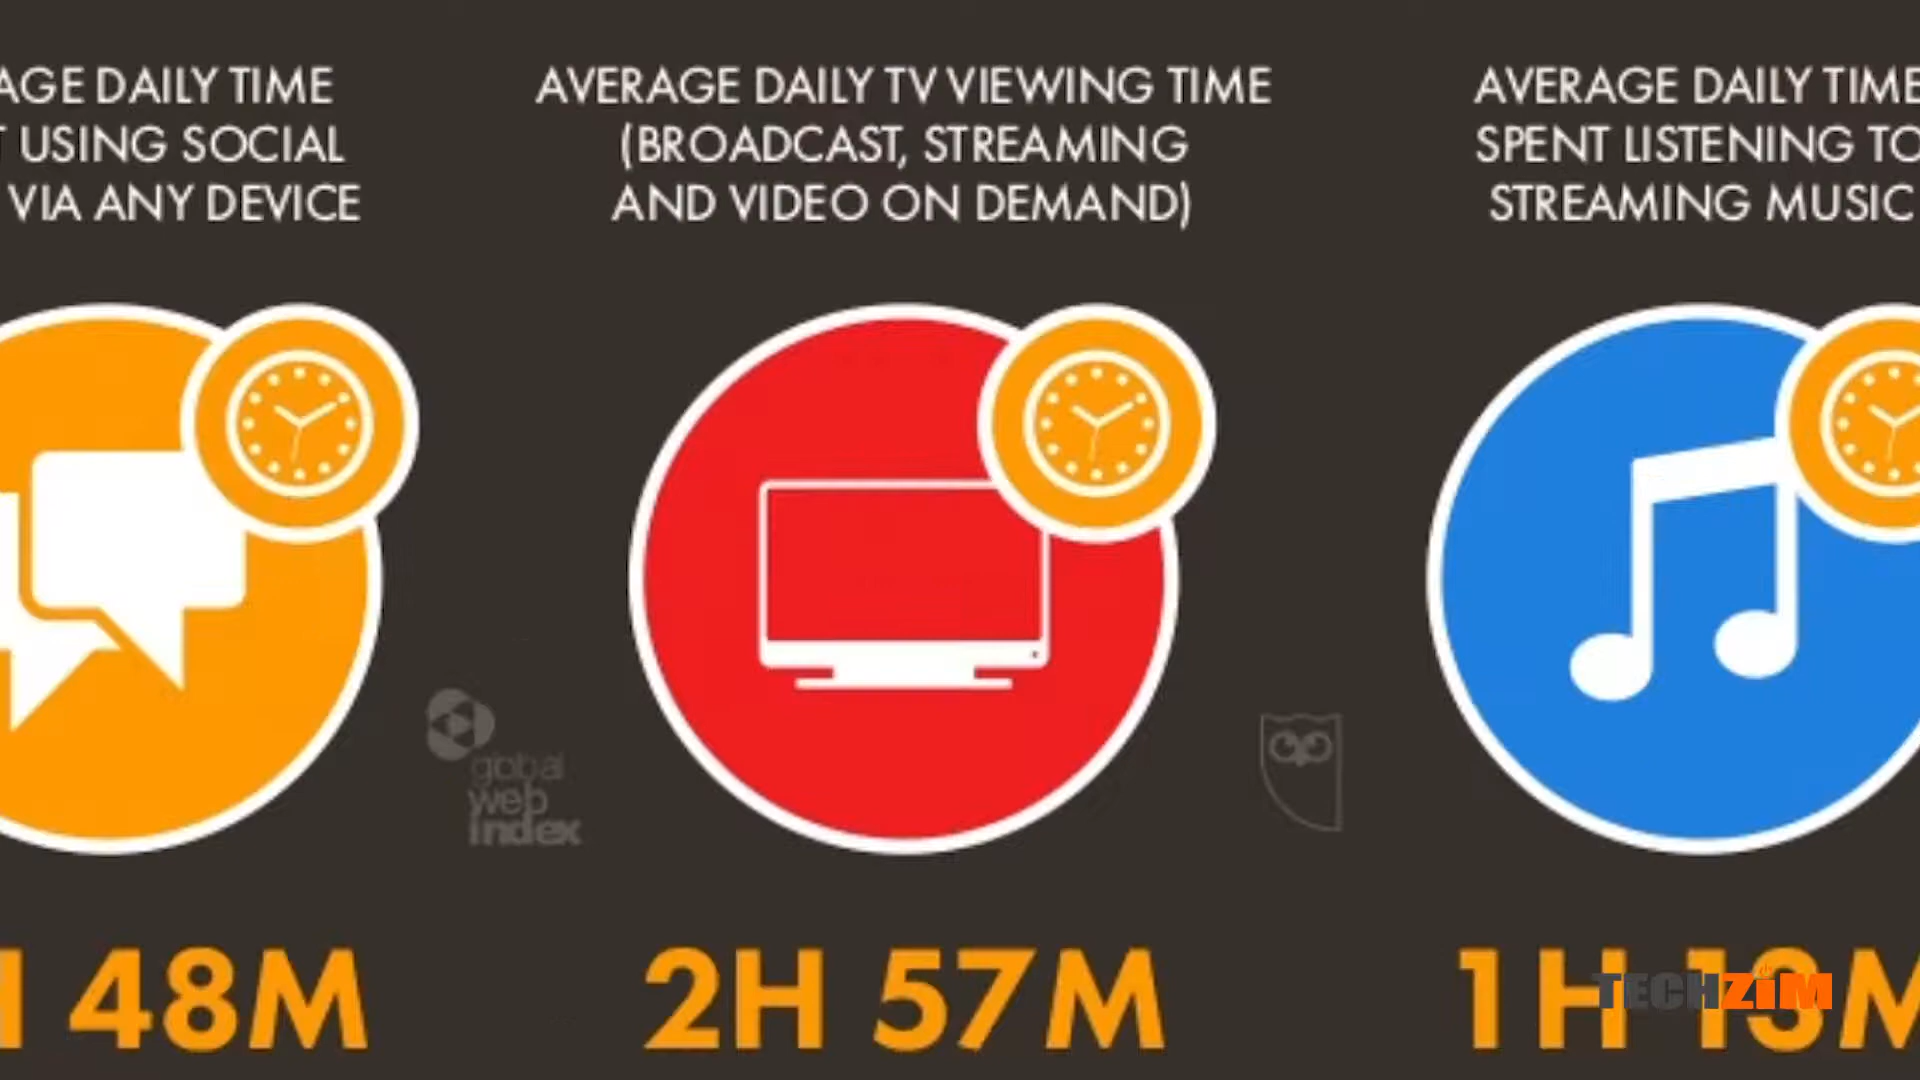 AGE DAILY TIME
USING SOCIAL
VIA ANY DEVICE
AVERAGE DAILY TV VIEWING TIME
(BROADCAST, STREAMING
AND VIDEO ON DEMAND)
AVERAGE DAILY TIME
SPENT LISTENING TO
STREAMING MUSIC
global
web
index
48M
2H 57M
1H 13M
TECHZiM